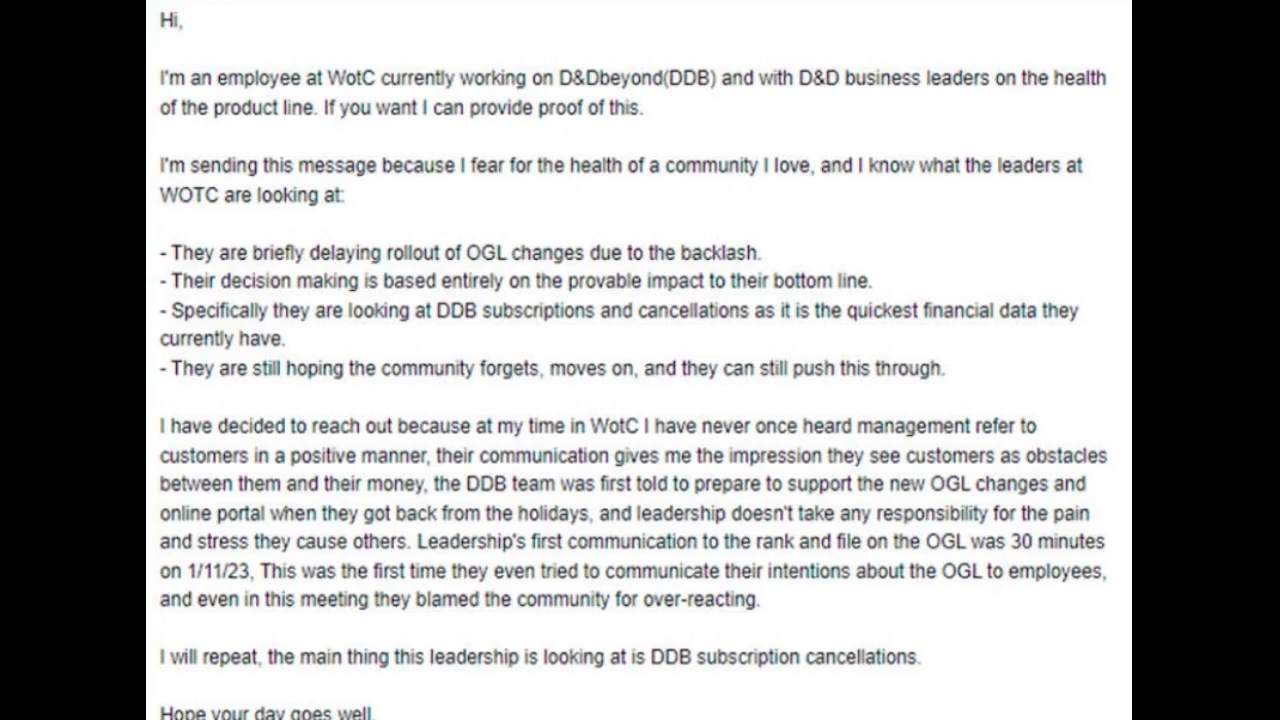 Hi,
I'm an employee at WotC currently working on D&Dbeyond(DDB) and with D&D business leaders on the health
of the product line. If you want I can provide proof of this.
I'm sending this message because I fear for the health of a community I love, and I know what the leaders at
WOTC are looking at:
- They are briefly delaying rollout of OGL changes due to the backlash.
- Their decision making is based entirely on the provable impact to their bottom line.
- Specifically they are looking at DDB subscriptions and cancellations as it is the quickest financial data they
currently have.
- They are still hoping the community forgets, moves on, and they can still push this through.
I have decided to reach out because at my time in WotC I have never once heard management refer to
customers in a positive manner, their communication gives me the impression they see customers as obstacles
between them and their money, the DDB team was first told to prepare to support the new OGL changes and
online portal when they got back from the holidays, and leadership doesn't take any responsibility for the pain
and stress they cause others. Leadership's first communication to the rank and file on the OGL was 30 minutes
on 1/11/23, This was the first time they even tried to communicate their intentions about the OGL to employees,
and even in this meeting they blamed the community for over-reacting.
I will repeat, the main thing this leadership is looking at is DDB subscription cancellations.
Hope your day goes well,